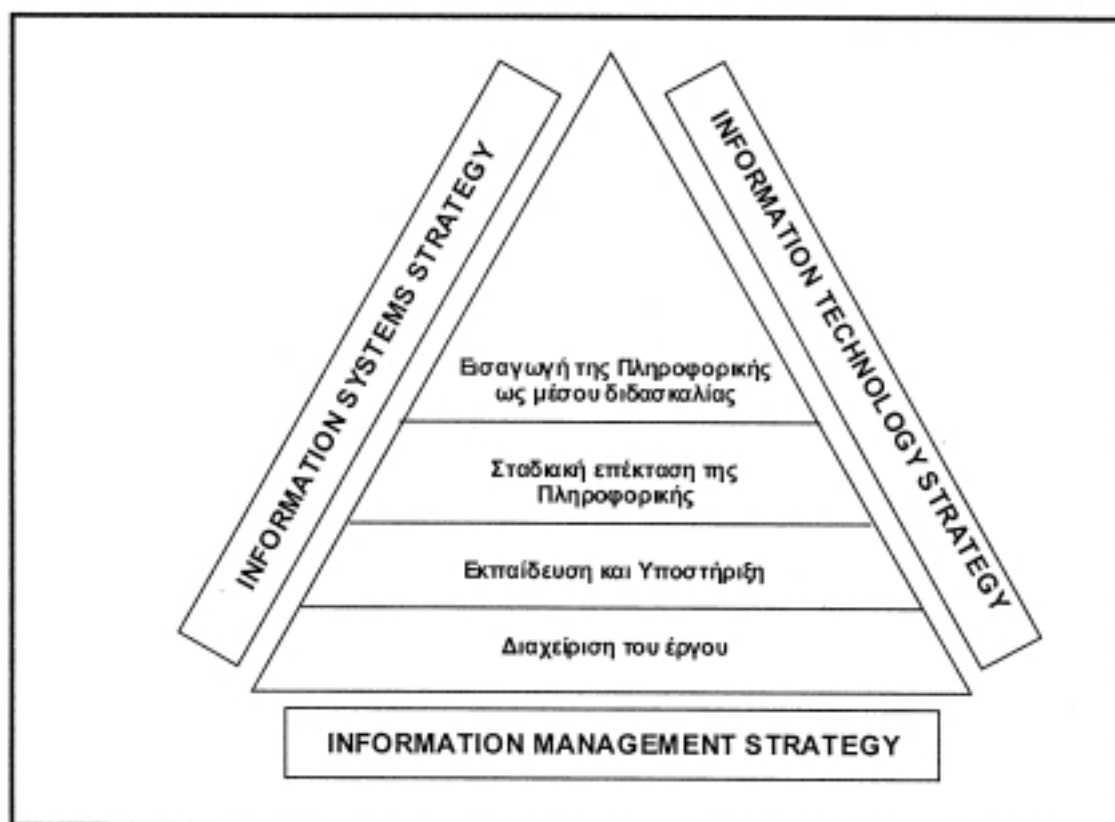 INFORMATION SYSTEMS STRATEGY
INFORMATION TECHNOLOGY STRATEGY
Εισαγωγή της Πληροφορικής
ως μέσου διδασκαλίας
Σταδιακή επέκταση της
Πληροφορικής
Εκπαίδευση και Υποστήριξη
Διαχείριση του έργου
INFORMATION MANAGEMENT STRATEGY